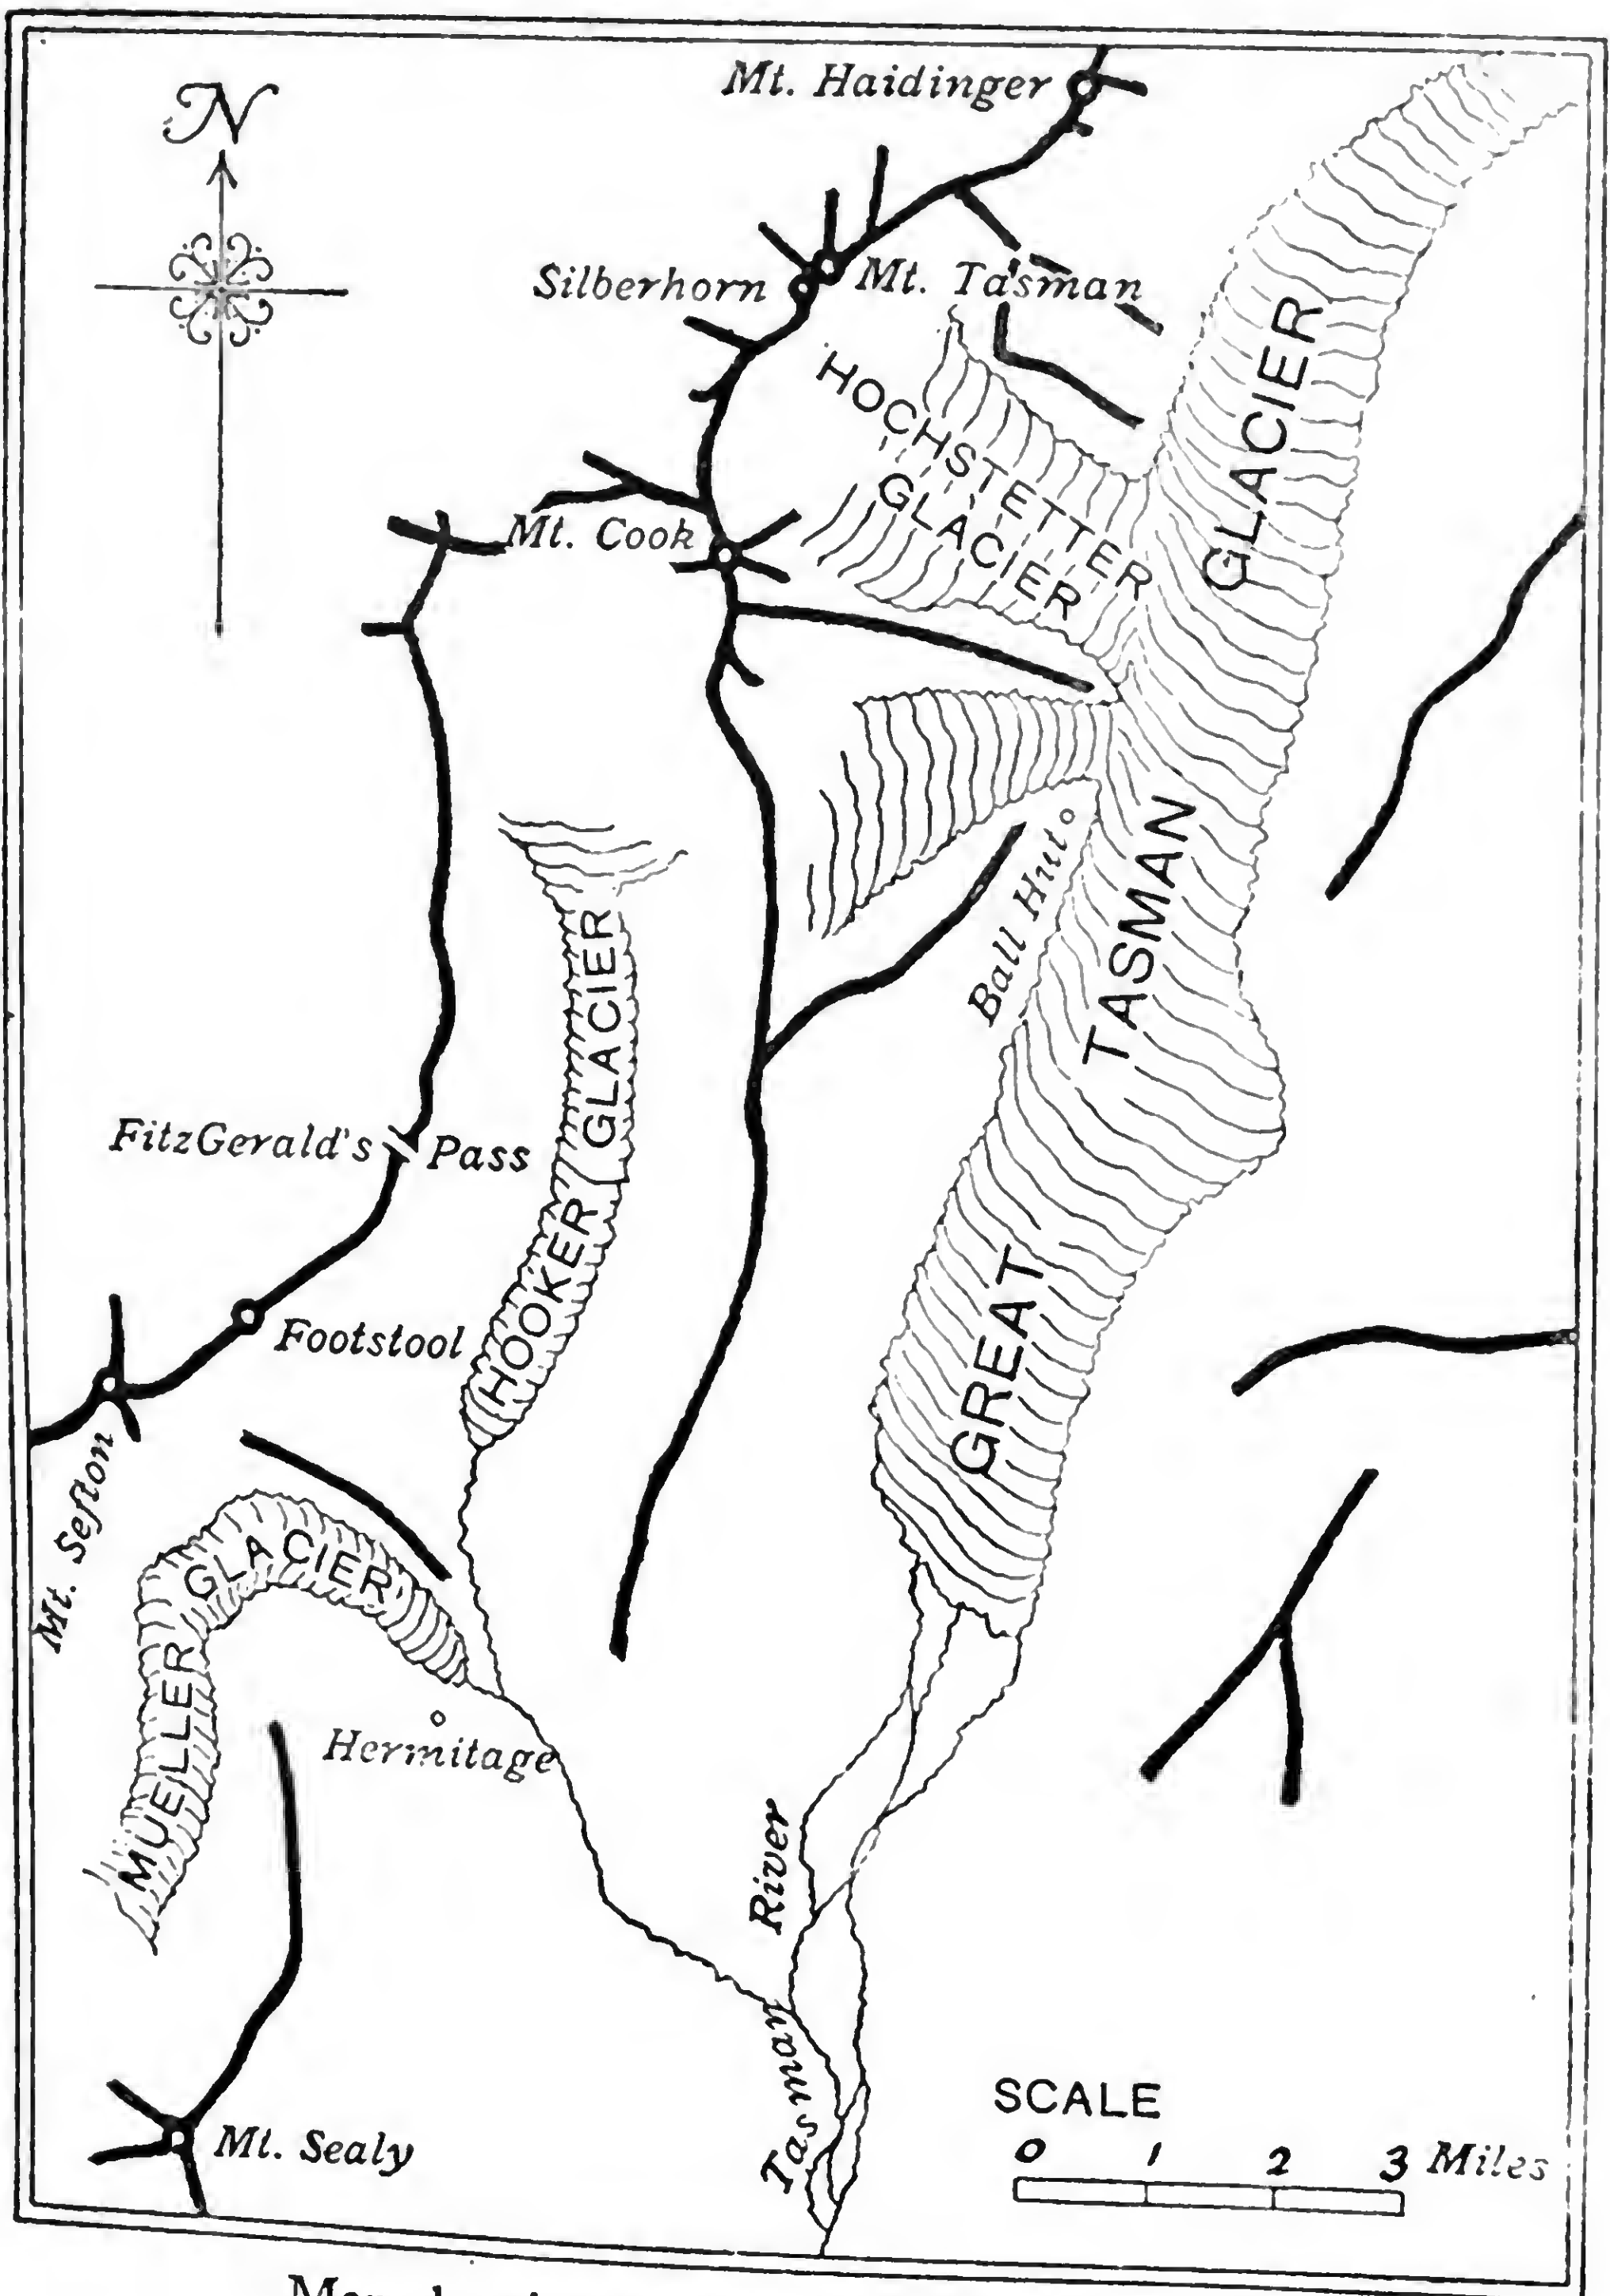 N
Mt. Haidinger
Silberhorn
Mt. Tasman
HOCHSTETTER
GLACIER
Mt. Cook
GREAT TASMAN GLACIER
Ball Hut
HOOKER GLACIER
FitzGerald's Pass
Footstool
Mt. Sefton
MUELLER GLACIER
Hermitage
Tasman River
Mt. Sealy
SCALE
0 1 2 3 Miles